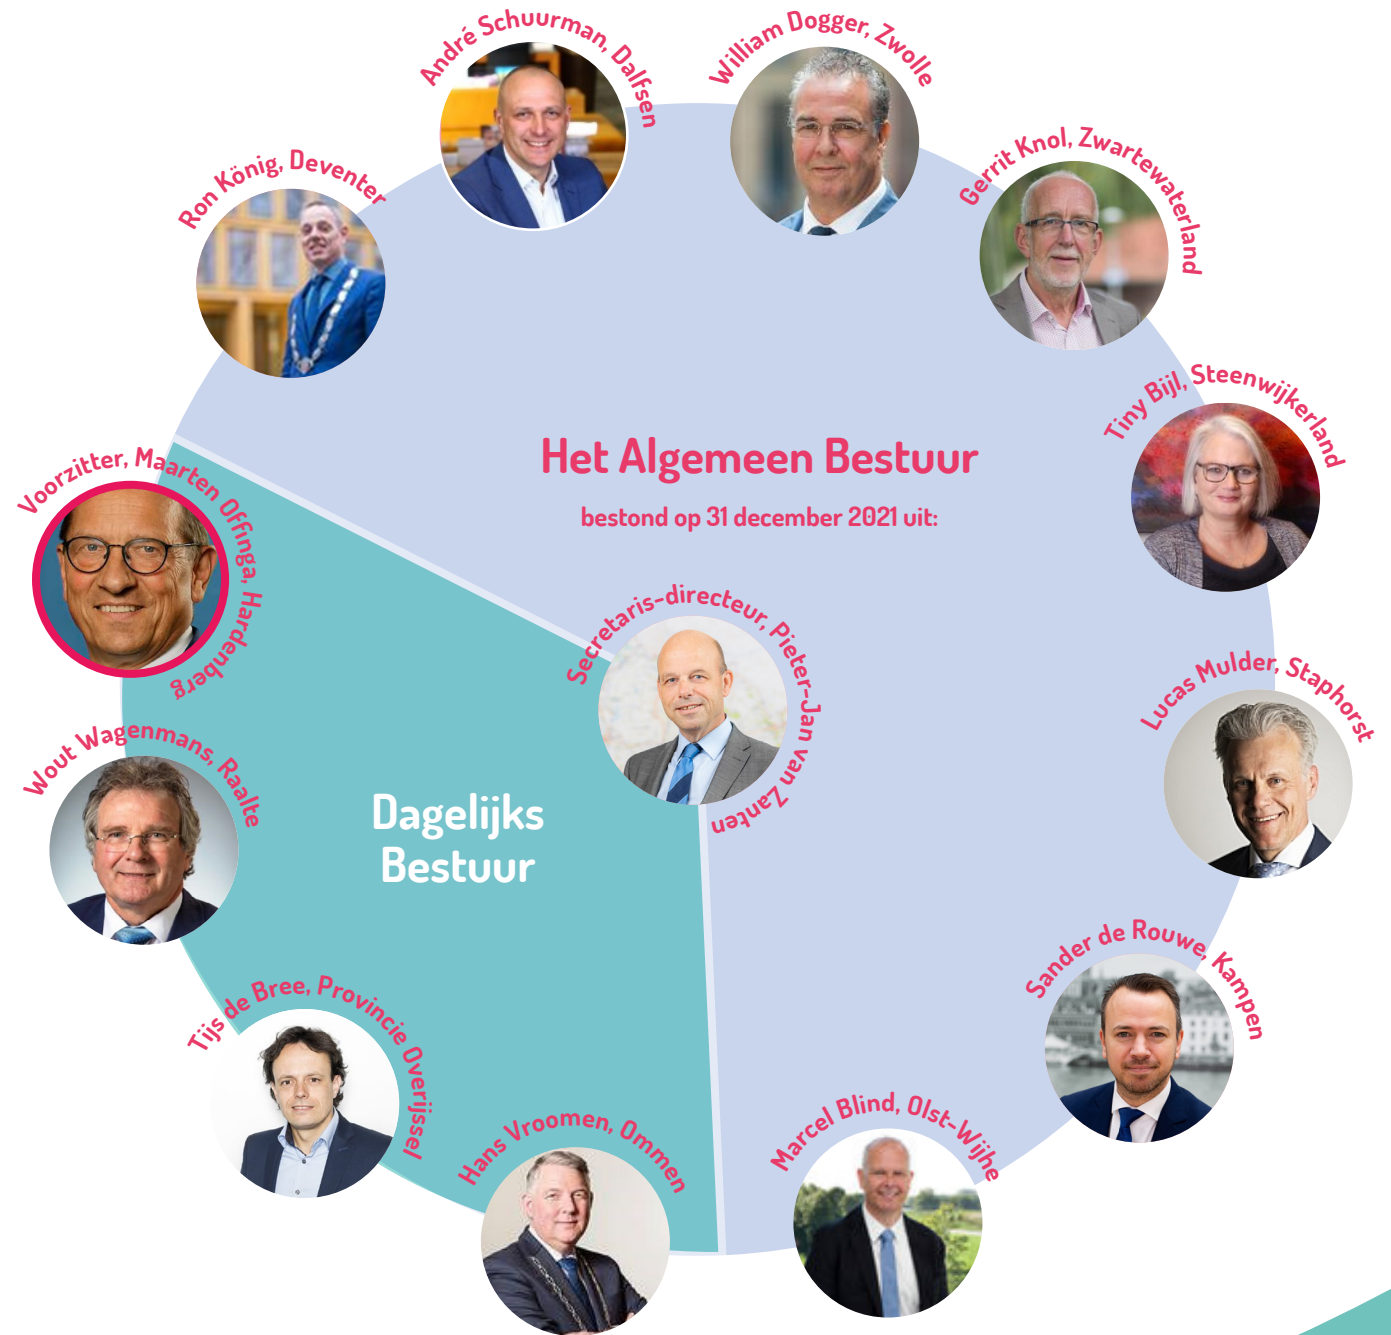 André Schuurman, Dalfsen
William Dogger, Zwolle
Ron König, Deventer
Gerrit Knol, Zwartewaterland
Tiny Bijl, Steenwijkerland
Het Algemeen Bestuur
bestond op 31 december 2021 uit:
Voorzitter, Maarten Offinga, Hardenberg
Secretaris-directeur, Pieter-Jan van Zanten
Lucas Mulder, Staphorst
Wout Wagenmans, Raalte
Dagelijks
Bestuur
Sander de Rouwe, Kampen
Tijs de Bree, Provincie Overijssel
Hans Vroomen, Ommen
Marcel Blind, Olst-Wijhe